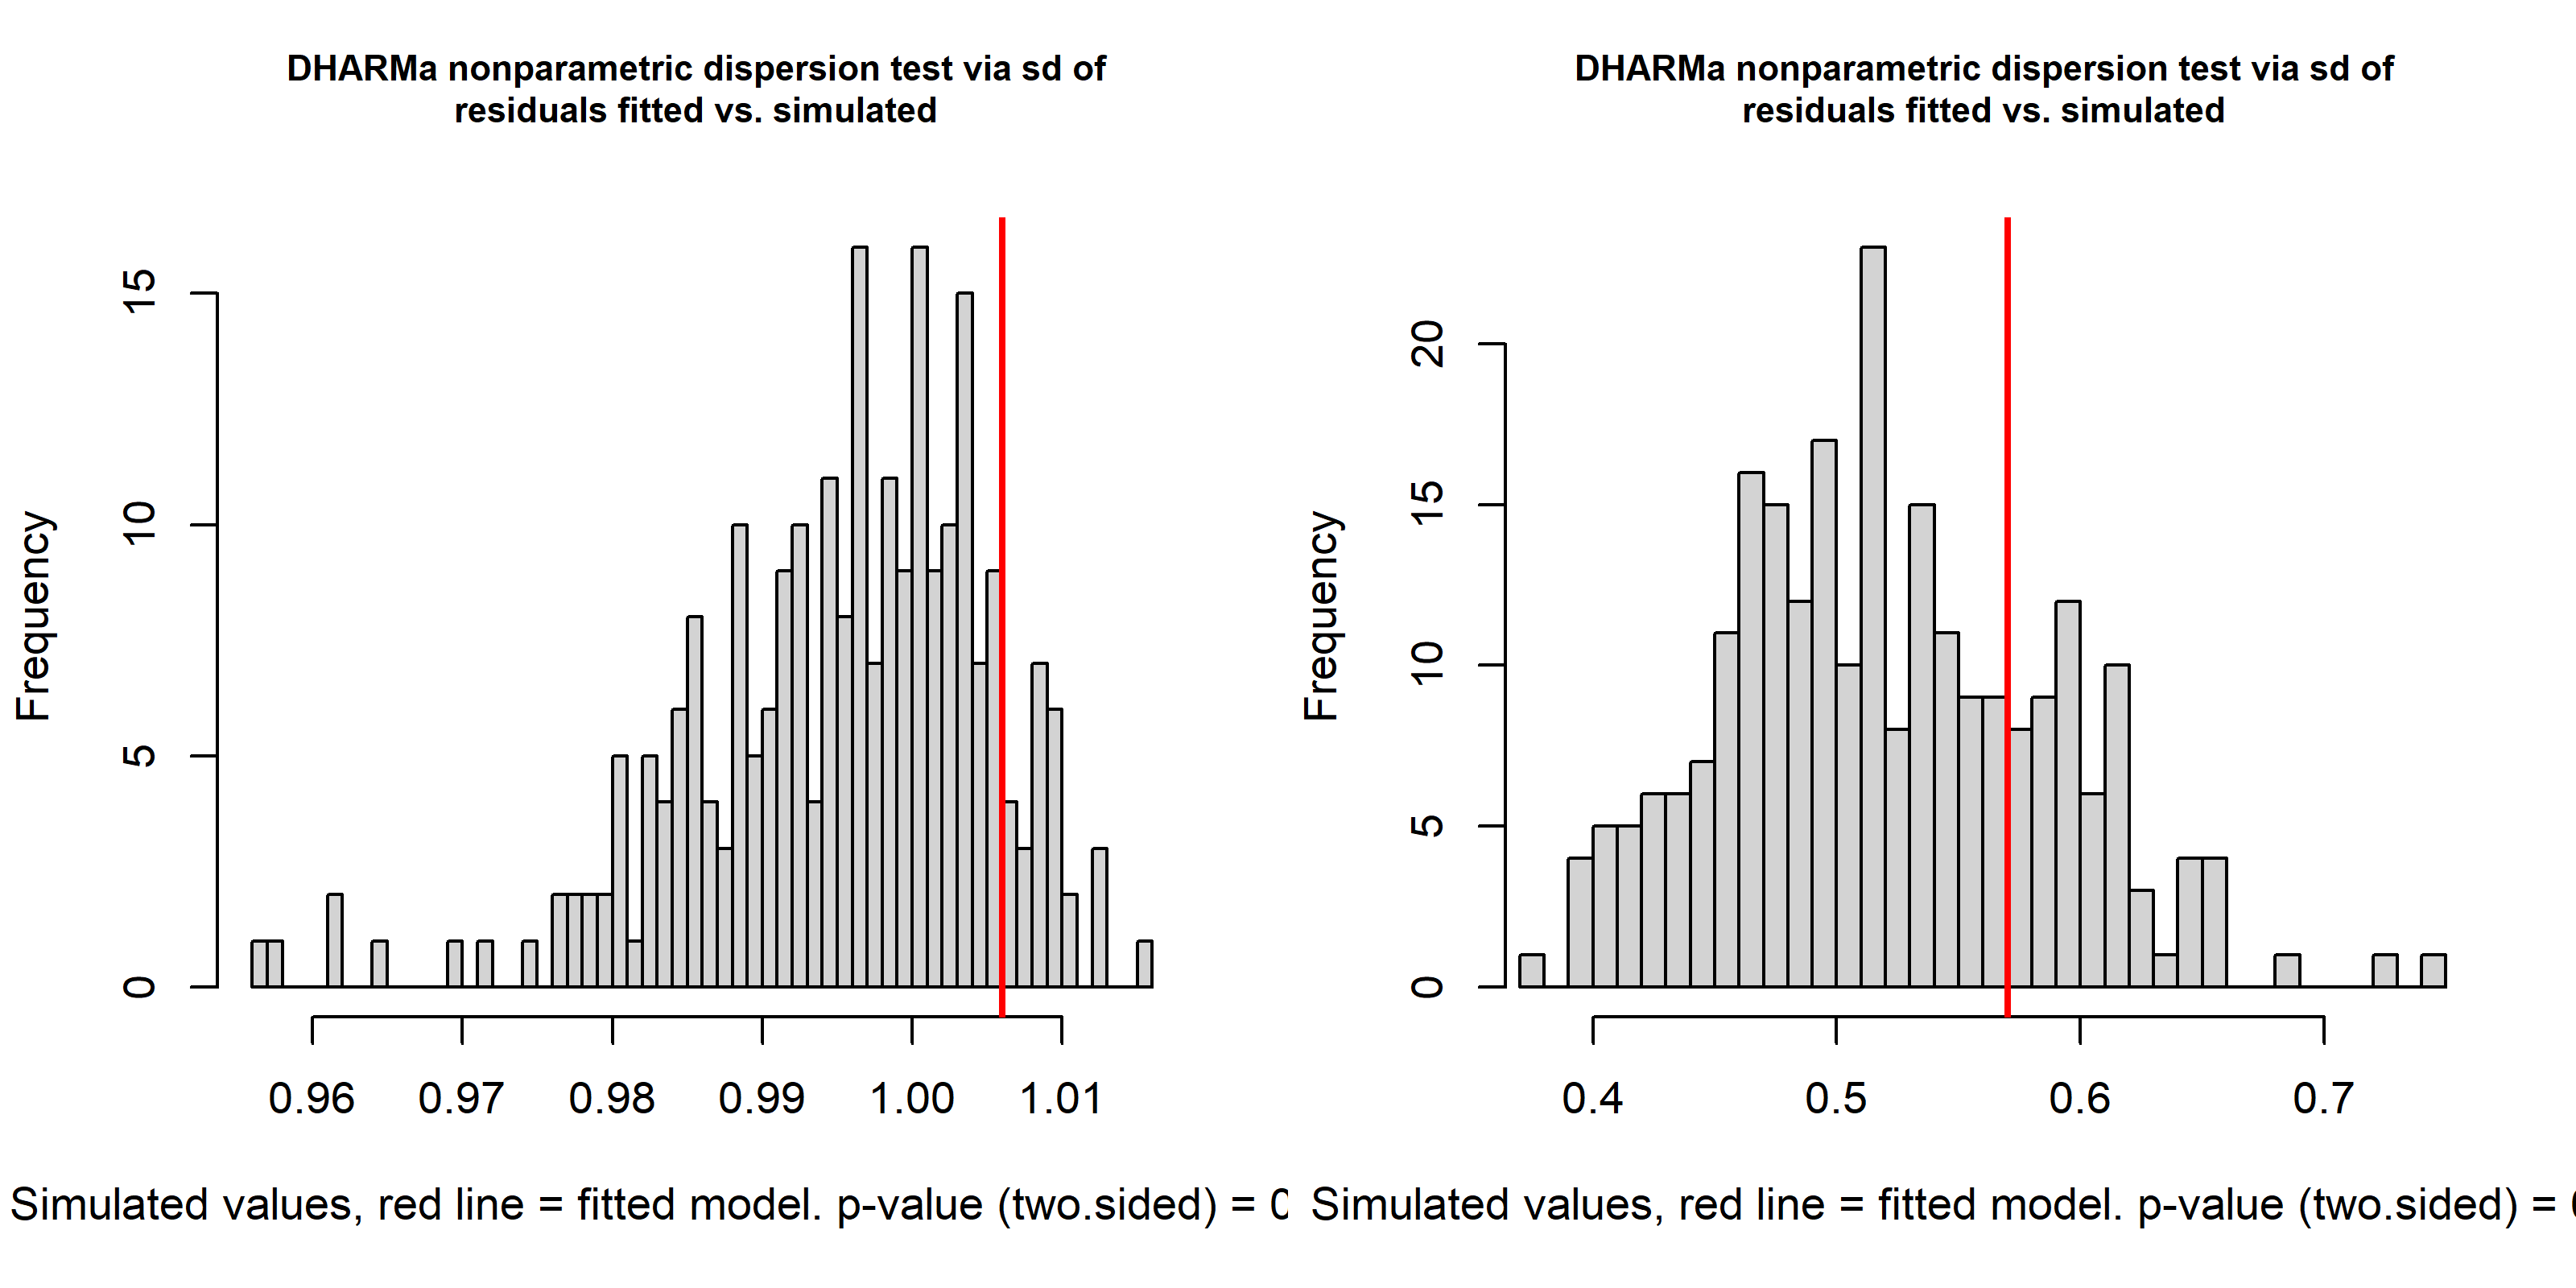 DHARMa nonparametric dispersion test via sd of
residuals fitted vs. simulated
Frequency
15
10
5
0
0.96 0.97 0.98 0.99 1.00 1.01
Simulated values, red line = fitted model. p-value (two.sided) = 0
DHARMa nonparametric dispersion test via sd of
residuals fitted vs. simulated
Frequency
20
15
10
5
0
0.4 0.5 0.6 0.7
Simulated values, red line = fitted model. p-value (two.sided) =